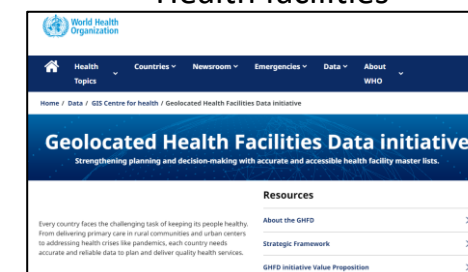 Health facilities
World Health
Organization
Health
Topics
Countries
Newsroom
Emergencies
Data
About
WHO
Home / Data / GIS Centre for health / Geolocated Health Facilities Data initiative
Geolocated Health Facilities Data initiative
Strengthening planning and decision-making with accurate and accessible health facility master lists.
Resources
Every country faces the challenging task of keeping its people healthy.
From delivering primary care in rural communities and urban centers
to addressing health crises like pandemics, each country needs
accurate and reliable data to plan and deliver quality health services.
About the GHFD
Strategic Framework
GHFD initiative Value Proposition